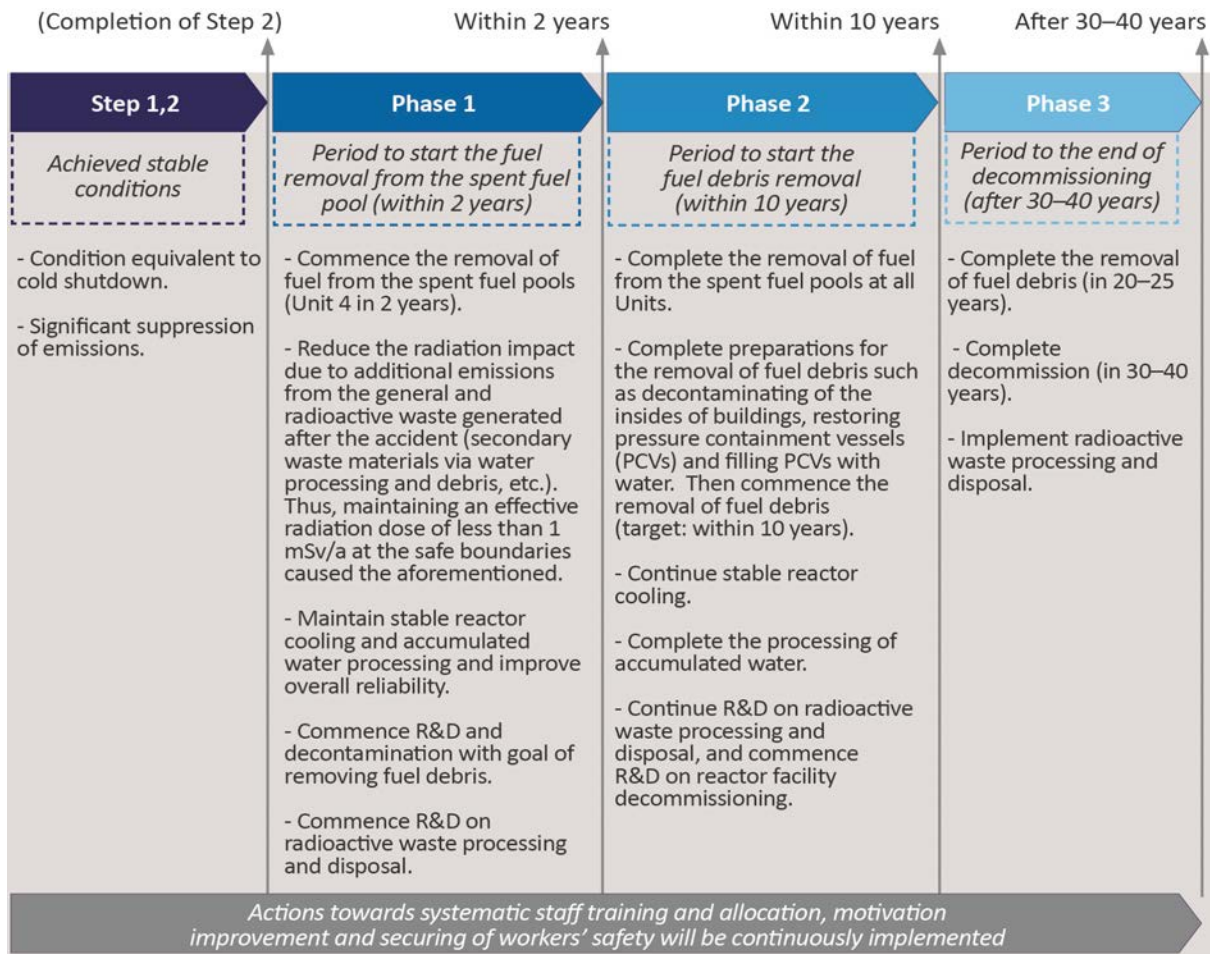 (Completion of Step 2)
Within 2 years
Within 10 years
After 30–40 years
Step 1,2
Achieved stable
conditions
- Condition equivalent to
cold shutdown.
- Significant suppression
of emissions.
Phase 1
Period to start the fuel
removal from the spent fuel
pool (within 2 years)
- Commence the removal of
fuel from the spent fuel pools
(Unit 4 in 2 years).
- Reduce the radiation impact
due to additional emissions
from the general and
radioactive waste generated
after the accident (secondary
waste materials via water
processing and debris, etc.).
Thus, maintaining an effective
radiation dose of less than 1
mSv/a at the safe boundaries
caused the aforementioned.
- Maintain stable reactor
cooling and accumulated
water processing and improve
overall reliability.
- Commence R&D and
decontamination with goal of
removing fuel debris.
- Commence R&D on
radioactive waste processing
and disposal.
Phase 2
Period to start the
fuel debris removal
(within 10 years)
- Complete the removal of fuel
from the spent fuel pools at all
Units.
- Complete preparations for
the removal of fuel debris such
as decontaminating of the
insides of buildings, restoring
pressure containment vessels
(PCVs) and filling PCVs with
water. Then commence the
removal of fuel debris
(target: within 10 years).
- Continue stable reactor
cooling.
- Complete the processing of
accumulated water.
- Continue R&D on radioactive
waste processing and
disposal, and commence
R&D on reactor facility
decommissioning.
Phase 3
Period to the end of
decommissioning
(after 30–40 years)
- Complete the removal
of fuel debris (in 20–25
years).
- Complete
decommission (in 30–40
years).
- Implement radioactive
waste processing and
disposal.
Actions towards systematic staff training and allocation, motivation
improvement and securing of workers' safety will be continuously implemented